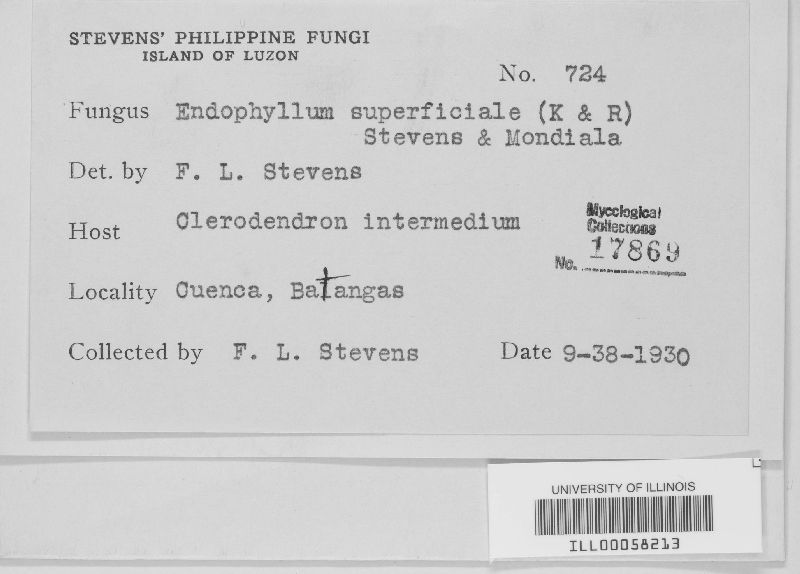 STEVENS' PHILIPPINE FUNGI
ISLAND OF LUZON
No. 724
Fungus Endophyllum superficiale (K & R)
Stevens & Mondiala
Det. by F. L. Stevens
Host Clerodendron intermedium
Mycological
Collections
No. 17869
Locality Cuenca, Batangas
Collected by F. L. Stevens Date 9-38-1930
UNIVERSITY OF ILLINOIS
ILL00058213